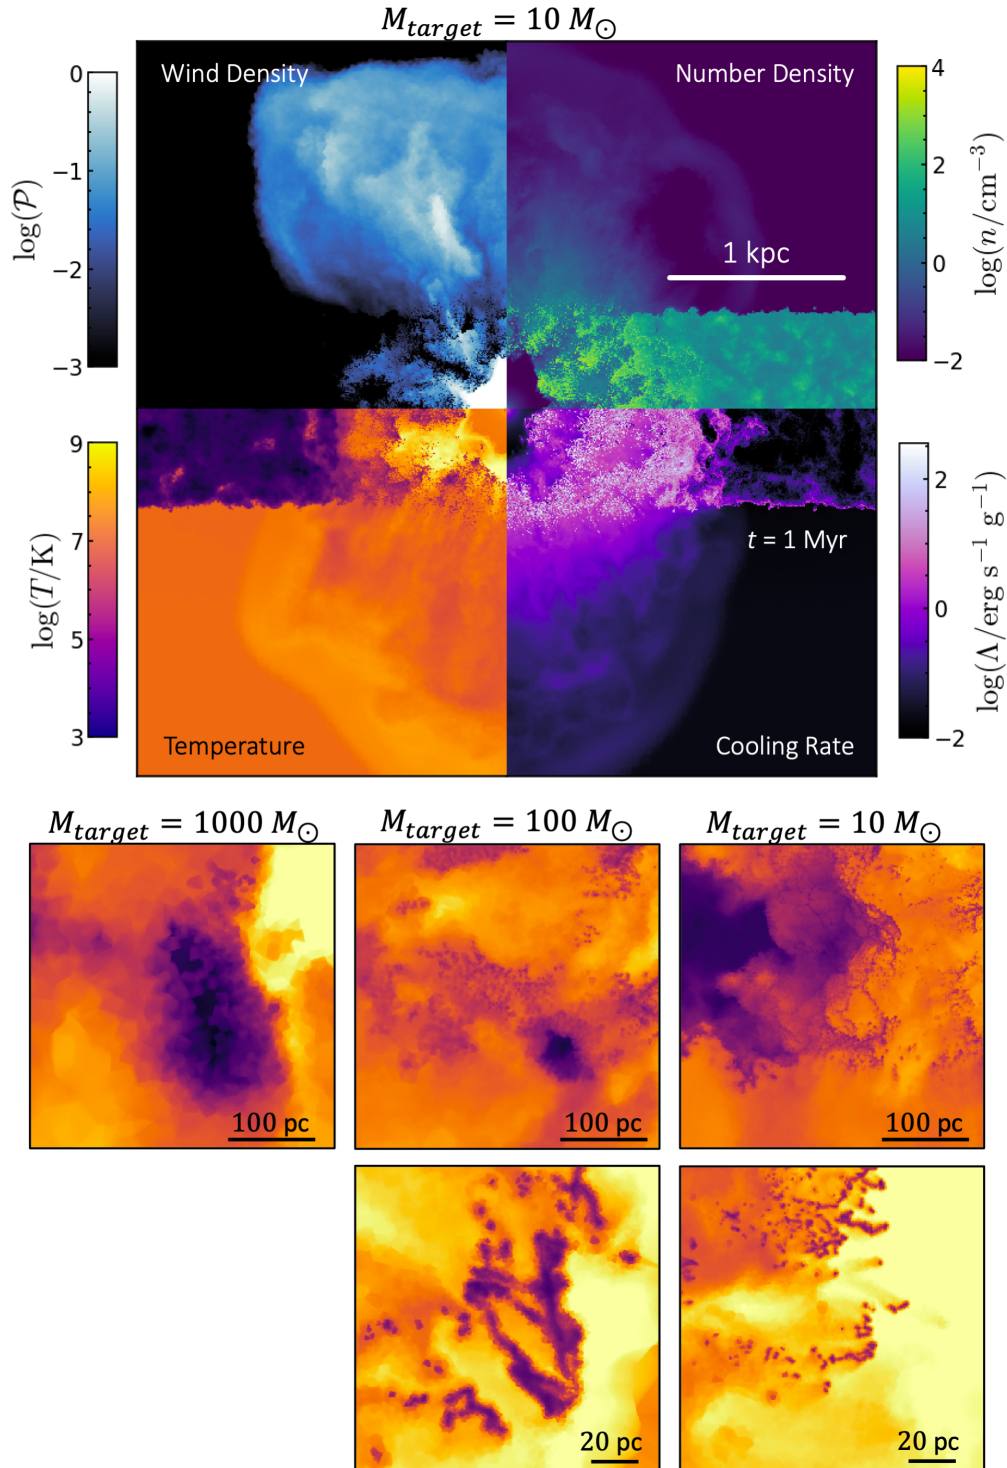 M_target = 10 M_⊙
Wind Density
Number Density
0
−1
−2
−3
log(𝒫)
4
2
0
−2
log(n/cm⁻³)
1 kpc
9
7
5
3
log(T/K)
2
0
−2
log(Λ/erg s⁻¹ g⁻¹)
t = 1 Myr
Temperature
Cooling Rate
M_target = 1000 M_⊙
M_target = 100 M_⊙
M_target = 10 M_⊙
100 pc
100 pc
100 pc
20 pc
20 pc